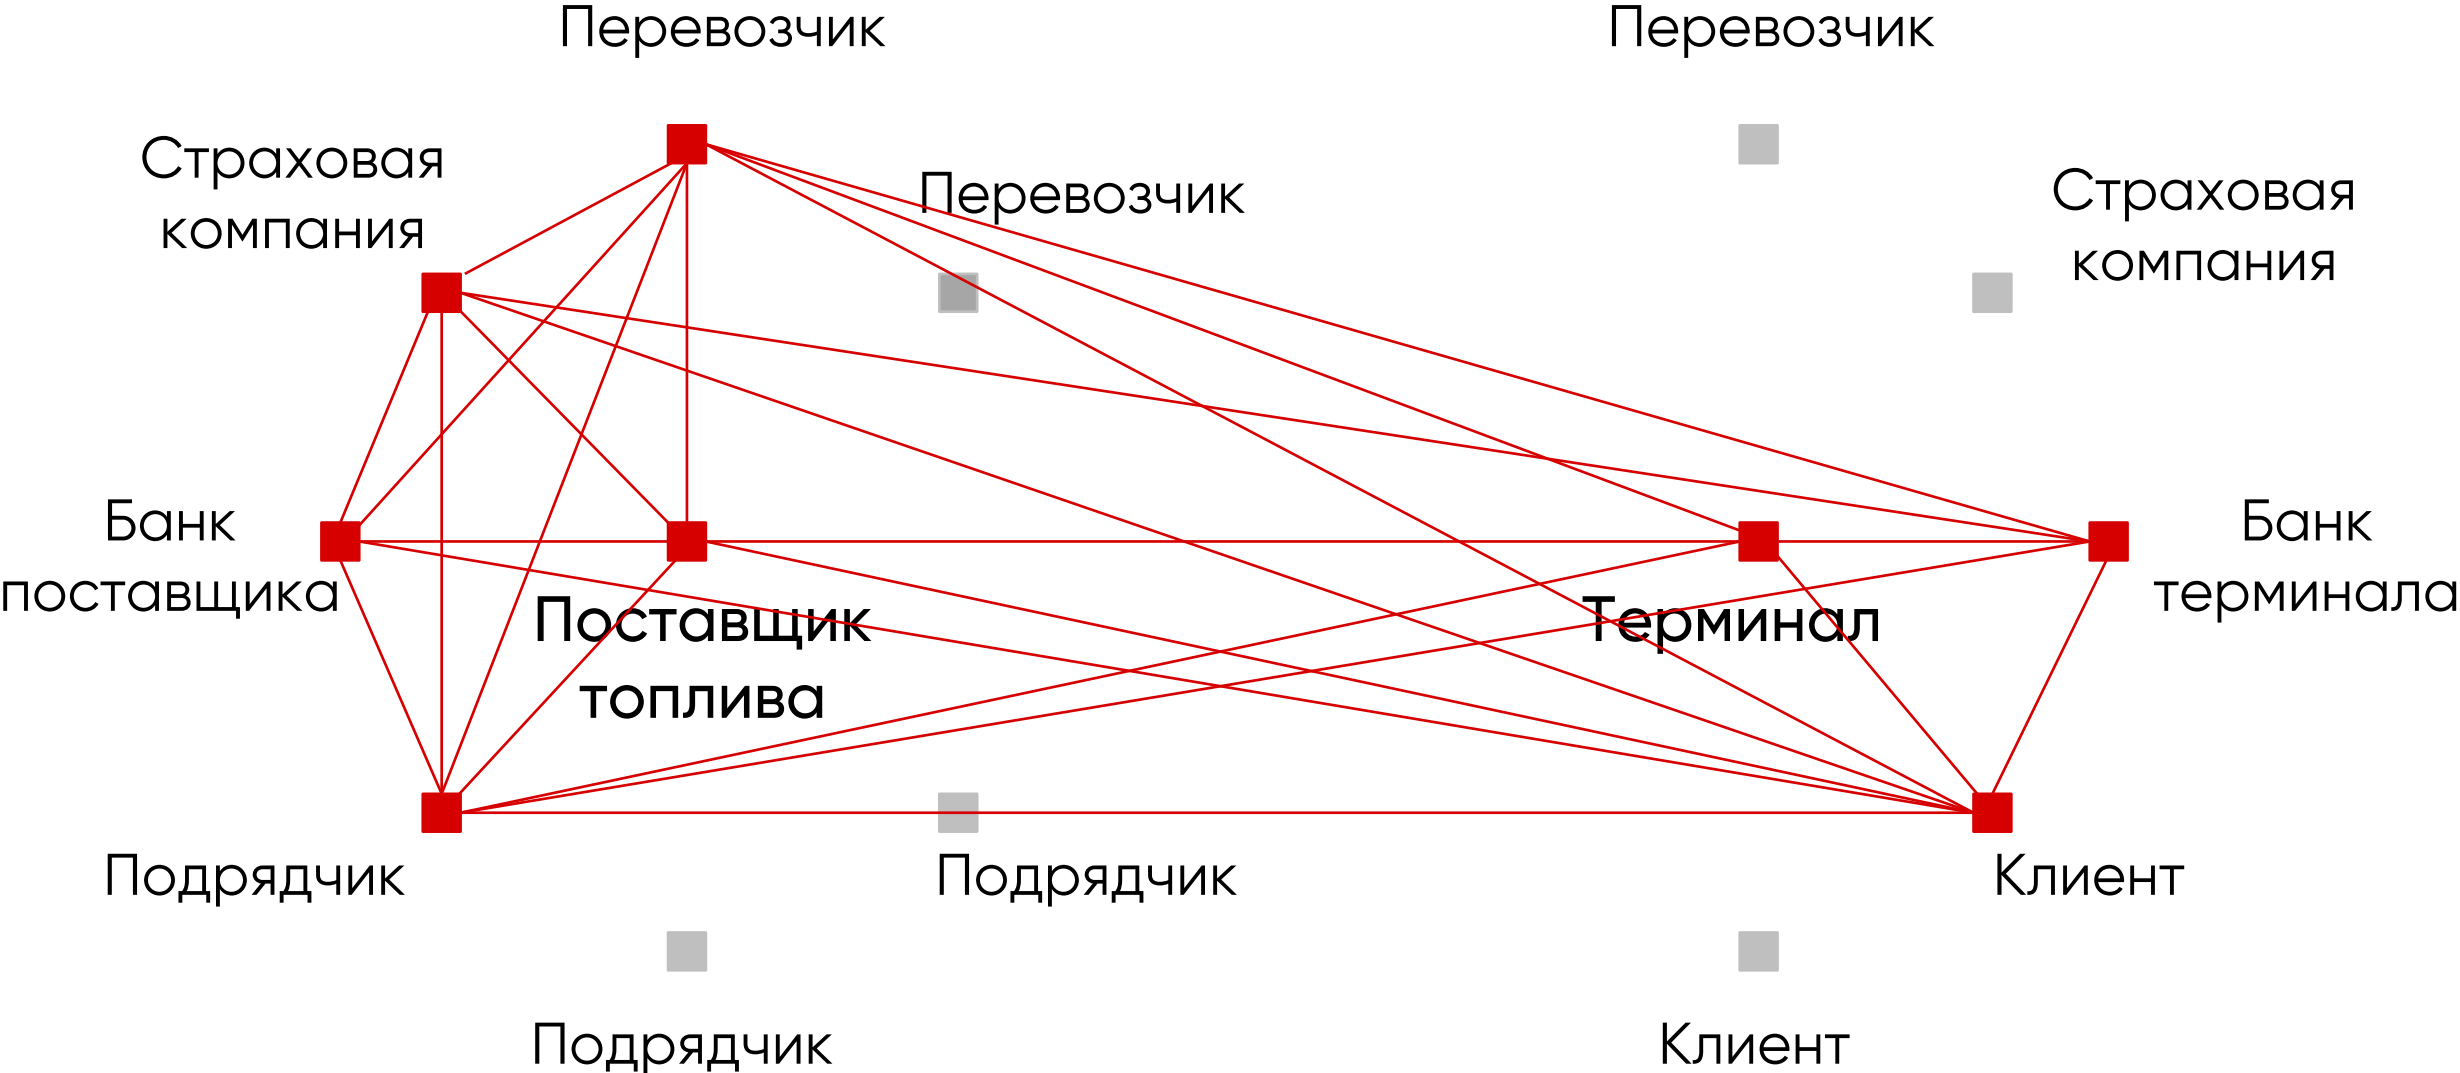 Перевозчик
Перевозчик
Страховая
компания
Перевозчик
Страховая
компания
Банк
поставщика
Поставщик
топлива
Терминал
Банк
терминала
Подрядчик
Подрядчик
Клиент
Подрядчик
Клиент